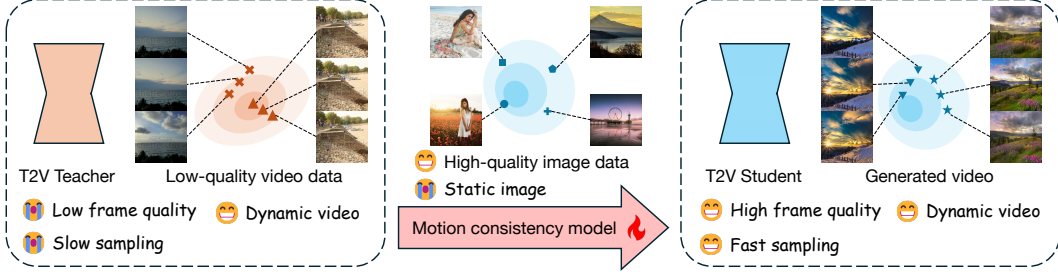 T2V Teacher
Low-quality video data
Low frame quality
Dynamic video
Slow sampling
High-quality image data
Static image
Motion consistency model
T2V Student
Generated video
High frame quality
Dynamic video
Fast sampling